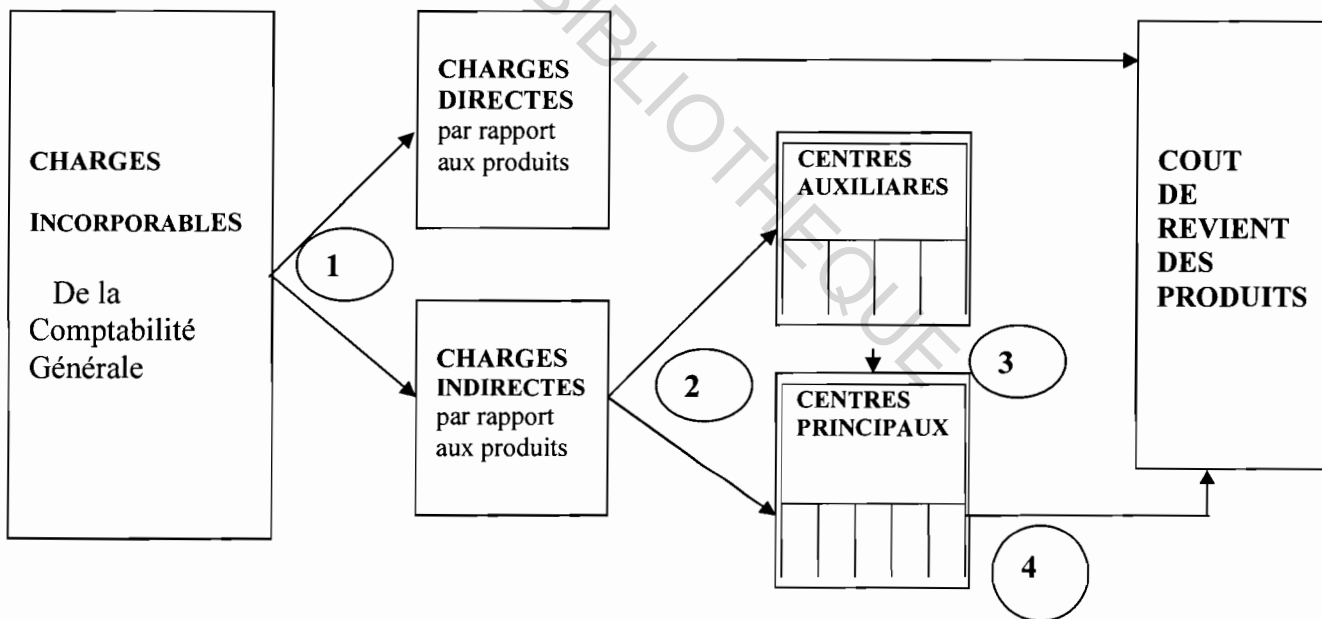 CHARGES
INCORPORABLES
De la
Comptabilité
Générale
1
CHARGES
DIRECTES
par rapport
aux produits
CHARGES
INDIRECTES
par rapport
aux produits
2
CENTRES
AUXILIARES
3
CENTRES
PRINCIPAUX
4
COUT
DE
REVIENT
DES
PRODUITS
BIBLIOTHEQUE